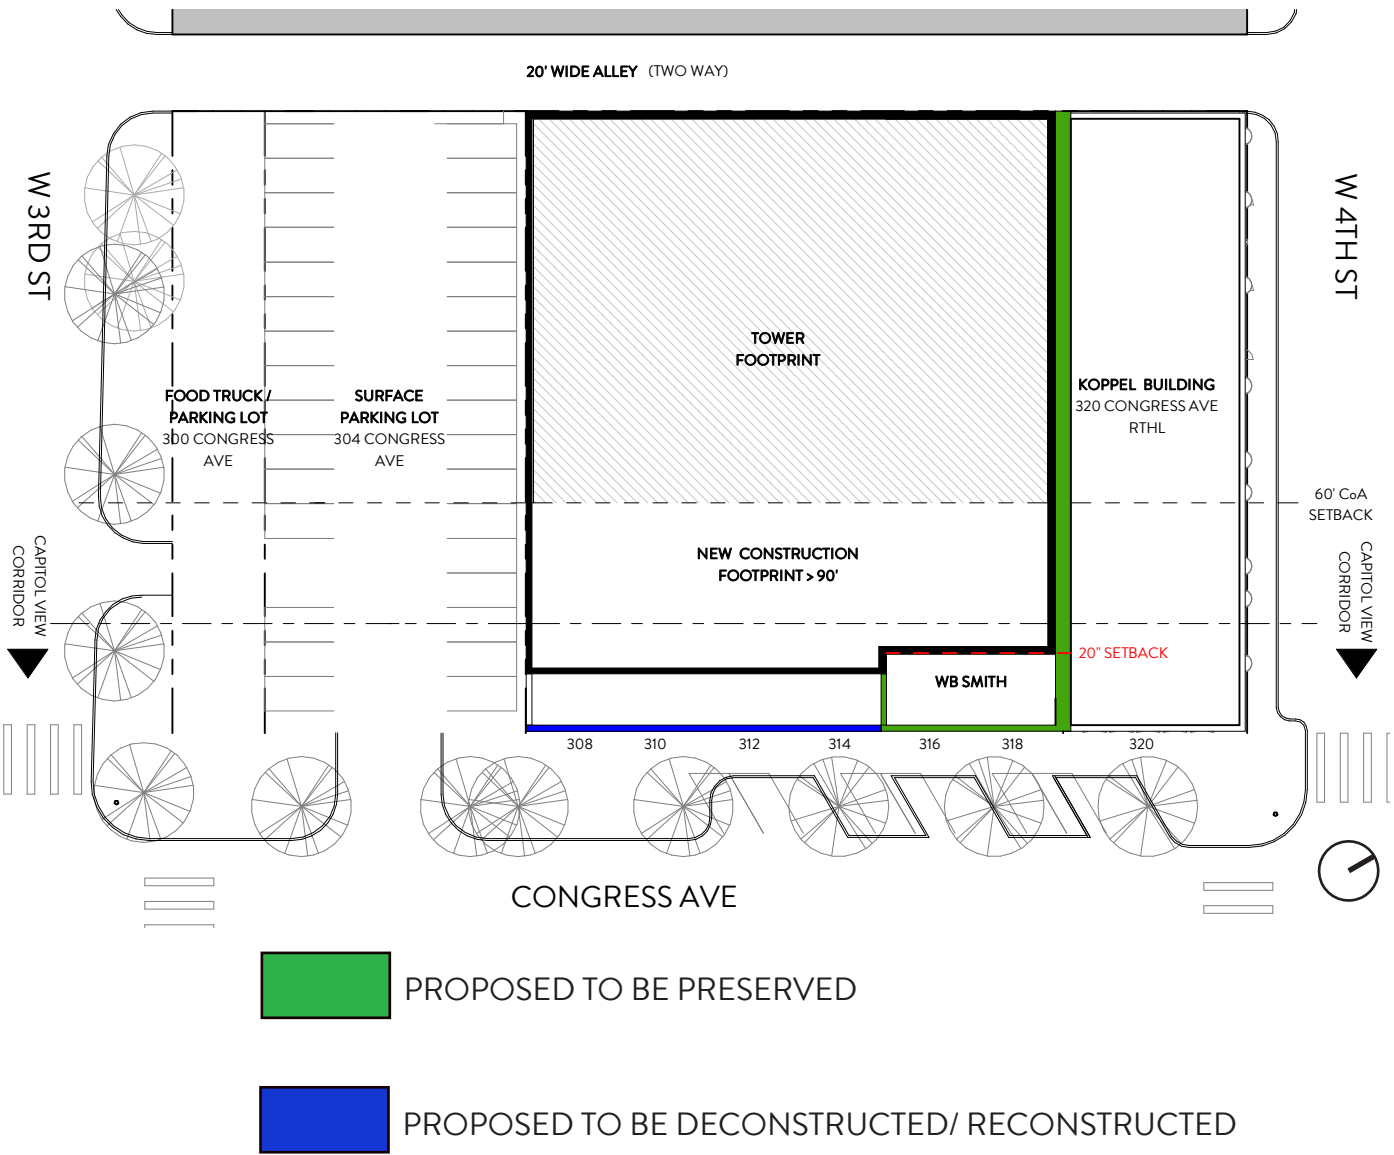 20' WIDE ALLEY (TWO WAY)
W 3RD ST
W 4TH ST
TOWER
FOOTPRINT
FOOD TRUCK /
PARKING LOT
300 CONGRESS
AVE
SURFACE
PARKING LOT
304 CONGRESS
AVE
KOPPEL BUILDING
320 CONGRESS AVE
RTHL
60' CoA
SETBACK
NEW CONSTRUCTION
FOOTPRINT > 90'
CAPITOL VIEW
CORRIDOR
CAPITOL VIEW
CORRIDOR
20" SETBACK
WB SMITH
308 310 312 314 316 318 320
CONGRESS AVE
PROPOSED TO BE PRESERVED
PROPOSED TO BE DECONSTRUCTED/ RECONSTRUCTED